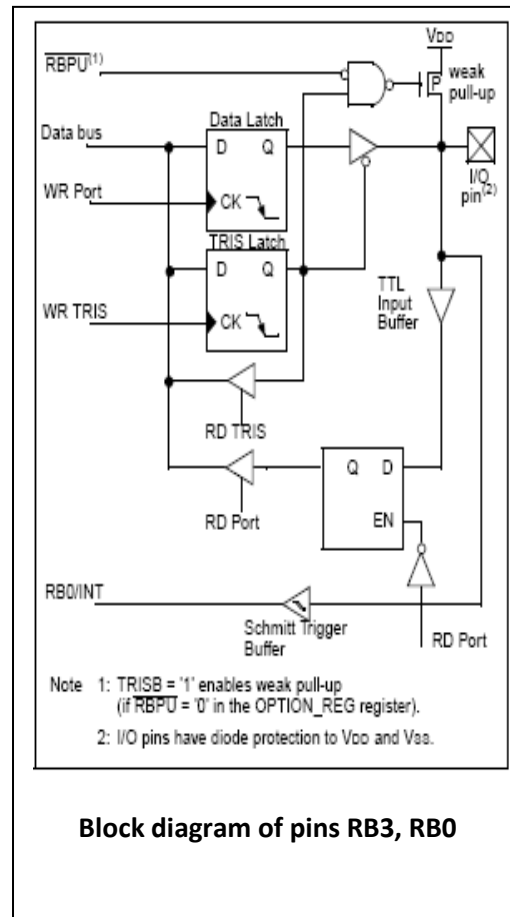 VDD
RBPU(1)
P
weak
pull-up
Data bus
Data Latch
D Q
I/O
pin(2)
WR Port
CK
TRIS Latch
D Q
TTL
Input
Buffer
WR TRIS
CK
RD TRIS
Q D
RD Port
EN
RB0/INT
Schmitt Trigger
Buffer
RD Port
Note 1: TRISB = '1' enables weak pull-up
(if RBPU = '0' in the OPTION_REG register).
2: I/O pins have diode protection to VDD and VSS.
Block diagram of pins RB3, RB0